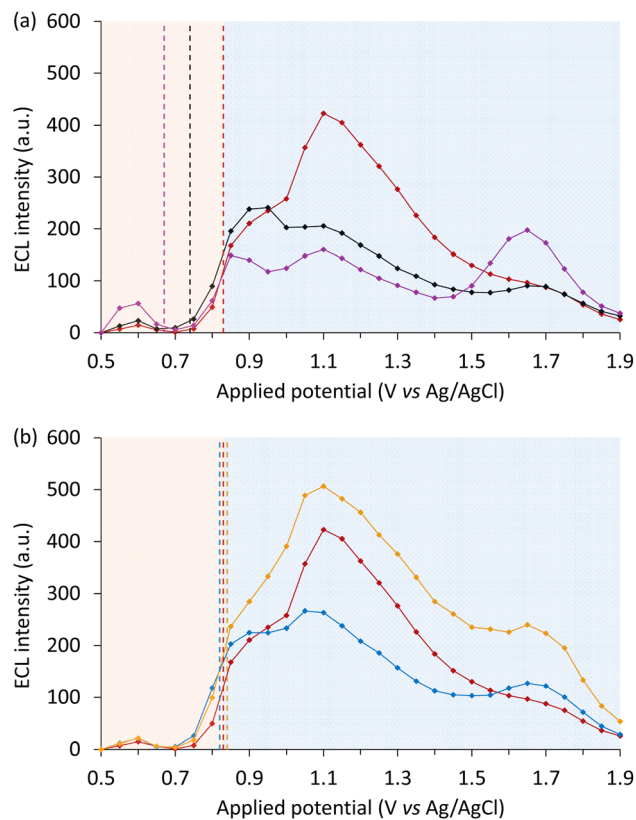 (a)
600
500
400
300
200
100
0
ECL intensity (a.u.)
0.5 0.7 0.9 1.1 1.3 1.5 1.7 1.9
Applied potential (V vs Ag/AgCl)
(b)
600
500
400
300
200
100
0
ECL intensity (a.u.)
0.5 0.7 0.9 1.1 1.3 1.5 1.7 1.9
Applied potential (V vs Ag/AgCl)